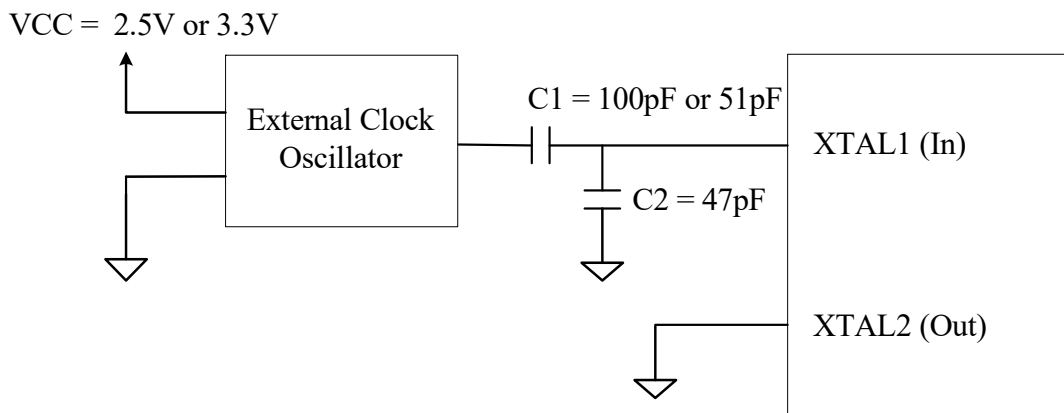 VCC = 2.5V or 3.3V
External Clock
Oscillator
C1 = 100pF or 51pF
C2 = 47pF
XTAL1 (In)
XTAL2 (Out)